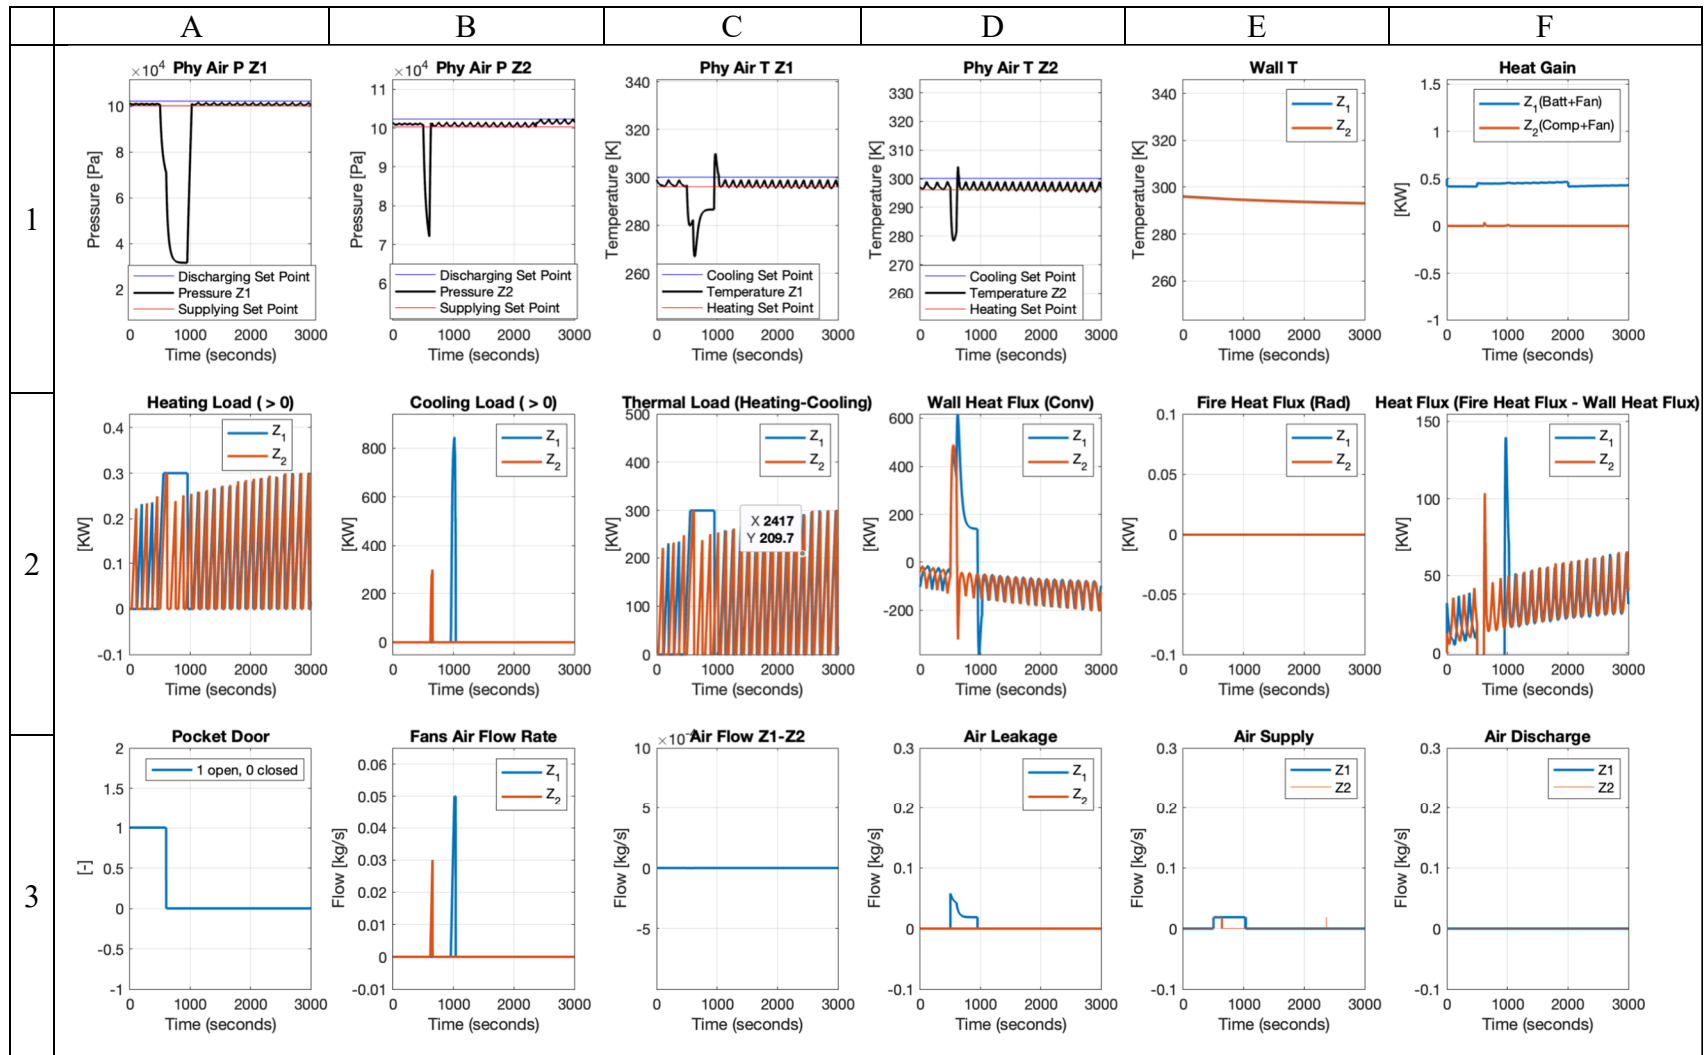 A B C D E F
1
Phy Air P Z1
×10⁴
Pressure [Pa]
10
8
6
4
2
Discharging Set Point
Pressure Z1
Supplying Set Point
0 1000 2000 3000
Time (seconds)
Phy Air P Z2
×10⁴
Pressure [Pa]
11
10
9
8
7
6
Discharging Set Point
Pressure Z2
Supplying Set Point
0 1000 2000 3000
Time (seconds)
Phy Air T Z1
Temperature [K]
340
320
300
280
260
Cooling Set Point
Temperature Z1
Heating Set Point
0 1000 2000 3000
Time (seconds)
Phy Air T Z2
Temperature [K]
330
320
310
300
290
280
270
260
Cooling Set Point
Temperature Z2
Heating Set Point
0 1000 2000 3000
Time (seconds)
Wall T
Temperature [K]
340
320
300
280
260
Z₁
Z₂
0 1000 2000 3000
Time (seconds)
Heat Gain
[KW]
1.5
1
0.5
0
-0.5
-1
Z₁(Batt+Fan)
Z₂(Comp+Fan)
0 1000 2000 3000
Time (seconds)
2
Heating Load ( > 0)
[KW]
0.4
0.3
0.2
0.1
0
-0.1
Z₁
Z₂
0 1000 2000 3000
Time (seconds)
Cooling Load ( > 0)
[KW]
800
600
400
200
0
Z₁
Z₂
0 1000 2000 3000
Time (seconds)
Thermal Load (Heating-Cooling)
[KW]
500
400
300
200
100
0
Z₁
Z₂
X 2417
Y 209.7
0 1000 2000 3000
Time (seconds)
Wall Heat Flux (Conv)
[KW]
600
400
200
0
-200
Z₁
Z₂
0 1000 2000 3000
Time (seconds)
Fire Heat Flux (Rad)
[KW]
0.1
0.05
0
-0.05
-0.1
Z₁
Z₂
0 1000 2000 3000
Time (seconds)
Heat Flux (Fire Heat Flux - Wall Heat Flux)
[KW]
150
100
50
0
Z₁
Z₂
0 1000 2000 3000
Time (seconds)
3
Pocket Door
[-]
2
1.5
1
0.5
0
-0.5
-1
1 open, 0 closed
0 1000 2000 3000
Time (seconds)
Fans Air Flow Rate
Flow [kg/s]
0.06
0.05
0.04
0.03
0.02
0.01
0
-0.01
Z₁
Z₂
0 1000 2000 3000
Time (seconds)
Air Flow Z1-Z2
×10
Flow [kg/s]
10
5
0
-5
0 1000 2000 3000
Time (seconds)
Air Leakage
Flow [kg/s]
0.3
0.2
0.1
0
-0.1
Z₁
Z₂
0 1000 2000 3000
Time (seconds)
Air Supply
Flow [kg/s]
0.3
0.2
0.1
0
-0.1
Z1
Z2
0 1000 2000 3000
Time (seconds)
Air Discharge
Flow [kg/s]
0.3
0.2
0.1
0
-0.1
Z1
Z2
0 1000 2000 3000
Time (seconds)